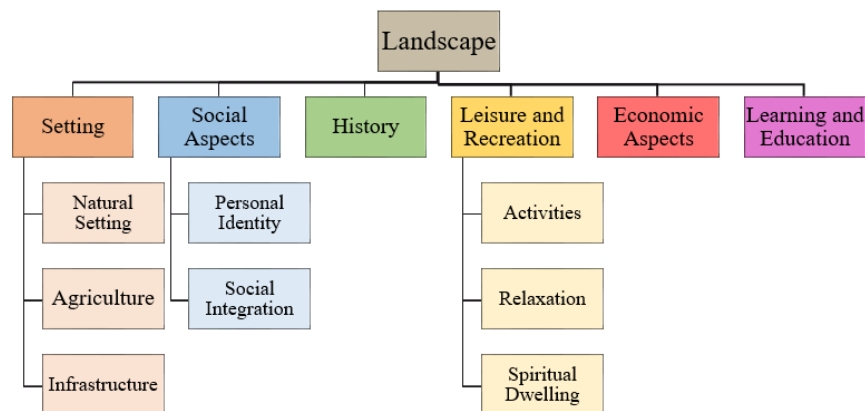 Landscape
Setting
Social
Aspects
History
Leisure and
Recreation
Economic
Aspects
Learning and
Education
Natural
Setting
Agriculture
Infrastructure
Personal
Identity
Social
Integration
Activities
Relaxation
Spiritual
Dwelling